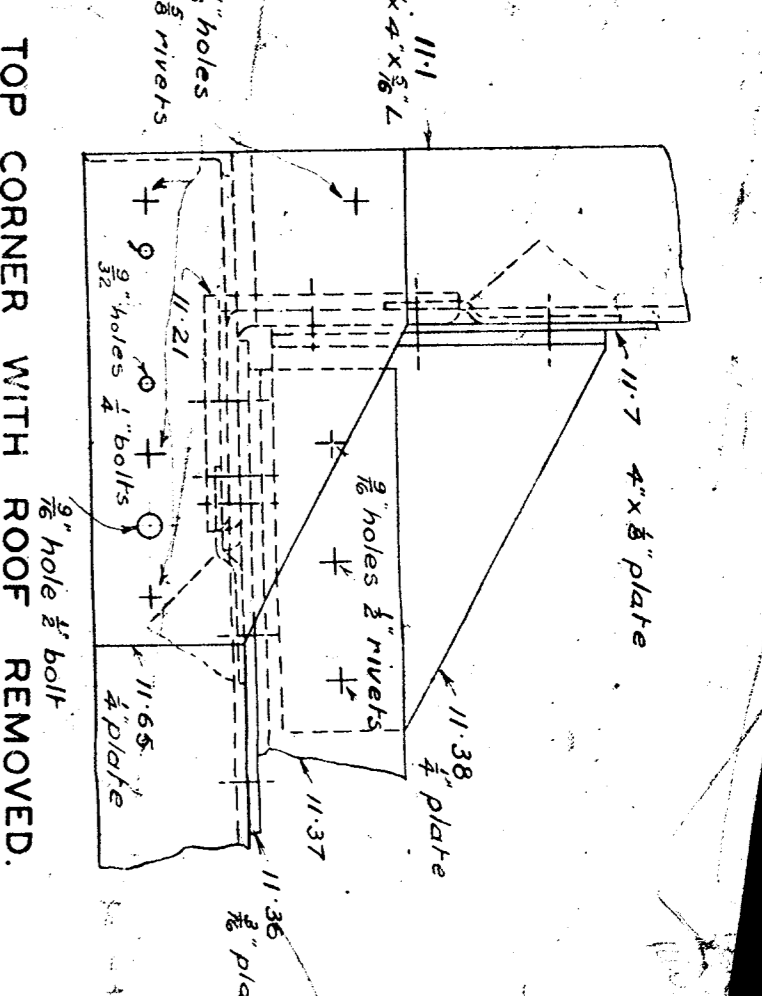 11·1
× 4" × 5/16" L
" holes
rivets
11·21
9/32" holes 1/4" bolts
9/16" hole 1/2" bolt
11·7 4" × 1/8" plate
9/16" holes 1/2" rivets
11·38
1/4" plate
11·37
11·36
3/16" pla
11·65
1/4" plate
TOP CORNER WITH ROOF REMOVED.